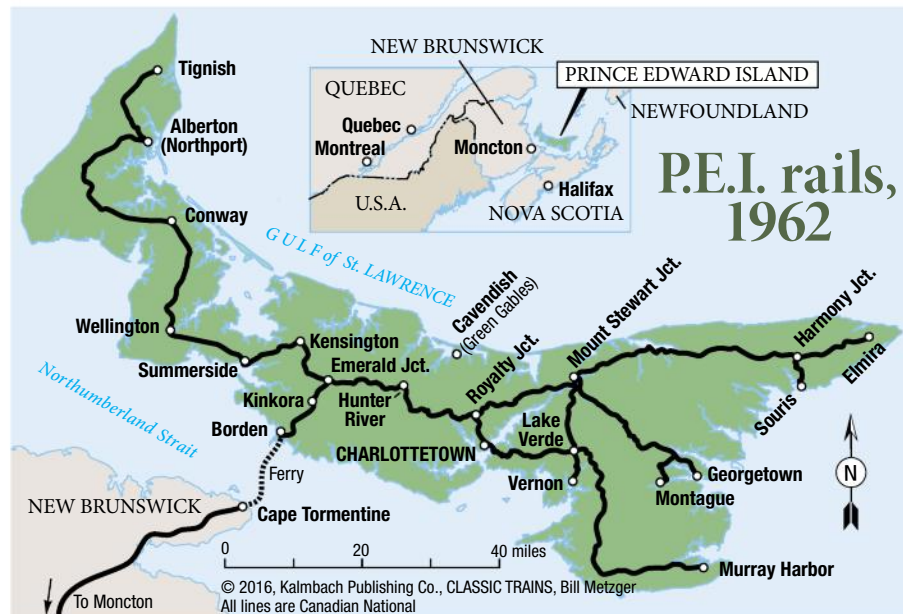 NEW BRUNSWICK
PRINCE EDWARD ISLAND
QUEBEC
NEWFOUNDLAND
Quebec
Montreal
Moncton
Halifax
U.S.A.
NOVA SCOTIA
P.E.I. rails,
1962
Tignish
Alberton
(Northport)
Conway
GULF of St. LAWRENCE
Wellington
Summerside
Kensington
Emerald Jct.
Cavendish
(Green Gables)
Royalty Jct.
Mount Stewart Jct.
Harmony Jct.
Elmira
Souris
Kinkora
Hunter
River
Northumberland Strait
Borden
CHARLOTTETOWN
Lake
Verde
Vernon
Georgetown
Montague
N
Ferry
NEW BRUNSWICK
Cape Tormentine
0 20 40 miles
Murray Harbor
To Moncton
© 2016, Kalmbach Publishing Co., CLASSIC TRAINS, Bill Metzger
All lines are Canadian National